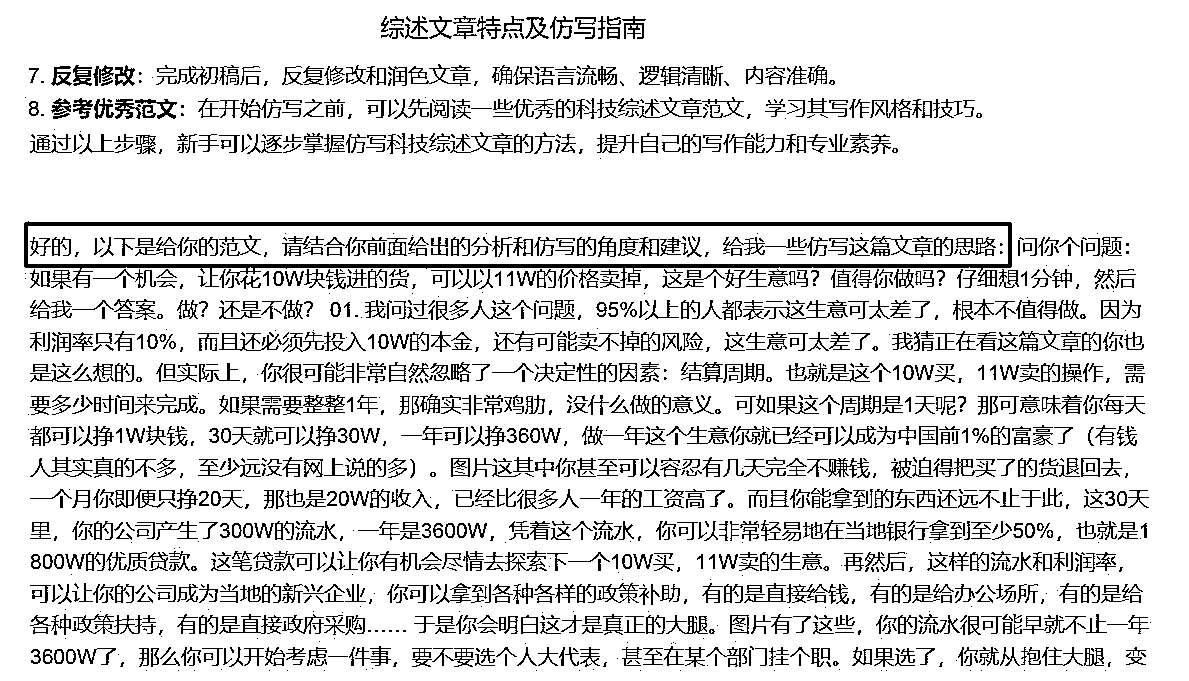 综述文章特点及仿写指南
7. 反复修改：完成初稿后，反复修改和润色文章，确保语言流畅、逻辑清晰、内容准确。
8. 参考优秀范文：在开始仿写之前，可以先阅读一些优秀的科技综述文章范文，学习其写作风格和技巧。
通过以上步骤，新手可以逐步掌握仿写科技综述文章的方法，提升自己的写作能力和专业素养。
好的，以下是给你的范文，请结合你前面给出的分析和仿写的角度和建议，给我一些仿写这篇文章的思路：问你个问题：
如果有一个机会，让你花10W块钱进的货，可以以11W的价格卖掉，这是个好生意吗？值得你做吗？仔细想1分钟，然后
给我一个答案。做？还是不做？ 01. 我问过很多人这个问题，95%以上的人都表示这生意可太差了，根本不值得做。因为
利润率只有10%，而且还必须先投入10W的本金，还有可能卖不掉的风险，这生意可太差了。我猜正在看这篇文章的你也
是这么想的。但实际上，你很可能非常自然忽略了一个决定性的因素：结算周期。也就是这个10W买，11W卖的操作，需
要多少时间来完成。如果需要整整1年，那确实非常鸡肋，没什么做的意义。可如果这个周期是1天呢？那可意味着你每天
都可以挣1W块钱，30天就可以挣30W，一年可以挣360W，做一年这个生意你就已经可以成为中国前1%的富豪了（有钱
人其实真的不多，至少远没有网上说的多）。图片这其中你甚至可以容忍有几天完全不赚钱，被迫得把买了的货退回去，
一个月你即便只挣20天，那也是20W的收入，已经比很多人一年的工资高了。而且你能拿到的东西还远不止于此，这30天
里，你的公司产生了300W的流水，一年是3600W，凭着这个流水，你可以非常轻易地在当地银行拿到至少50%，也就是1
800W的优质贷款。这笔贷款可以让你有机会尽情去探索下一个10W买，11W卖的生意。再然后，这样的流水和利润率，
可以让你的公司成为当地的新兴企业，你可以拿到各种各样的政策补助，有的是直接给钱，有的是给办公场所，有的是给
各种政策扶持，有的是直接政府采购…… 于是你会明白这才是真正的大腿。图片有了这些，你的流水很可能早就不止一年
3600W了，那么你可以开始考虑一件事，要不要选个人大代表，甚至在某个部门挂个职。如果选了，你就从抱住大腿，变